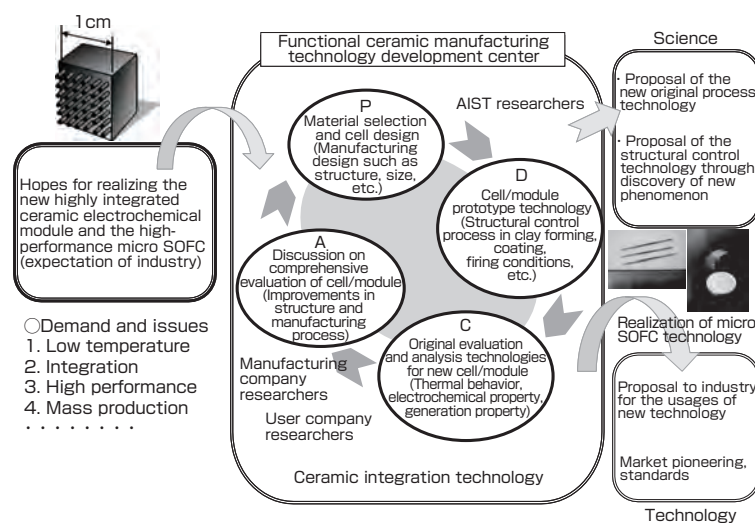 1cm
Hopes for realizing the
new highly integrated
ceramic electrochemical
module and the high-
performance micro SOFC
(expectation of industry)
○Demand and issues
1. Low temperature
2. Integration
3. High performance
4. Mass production
・・・・・・・・
Functional ceramic manufacturing
technology development center
P
Material selection
and cell design
(Manufacturing
design such as
structure, size,
etc.)
AIST researchers
D
Cell/module
prototype technology
(Structural control
process in clay forming,
coating,
firing conditions,
etc.)
A
Discussion on
comprehensive
evaluation of cell/module
(Improvements in
structure and
manufacturing
process)
C
Original evaluation
and analysis technologies
for new cell/module
(Thermal behavior,
electrochemical property,
generation property)
Manufacturing
company
researchers
User company
researchers
Ceramic integration technology
Science
・Proposal of the
new original process
technology
・Proposal of the
structural control
technology through
discovery of new
phenomenon
Realization of micro
SOFC technology
Proposal to industry
for the usages of
new technology
Market pioneering,
standards
Technology